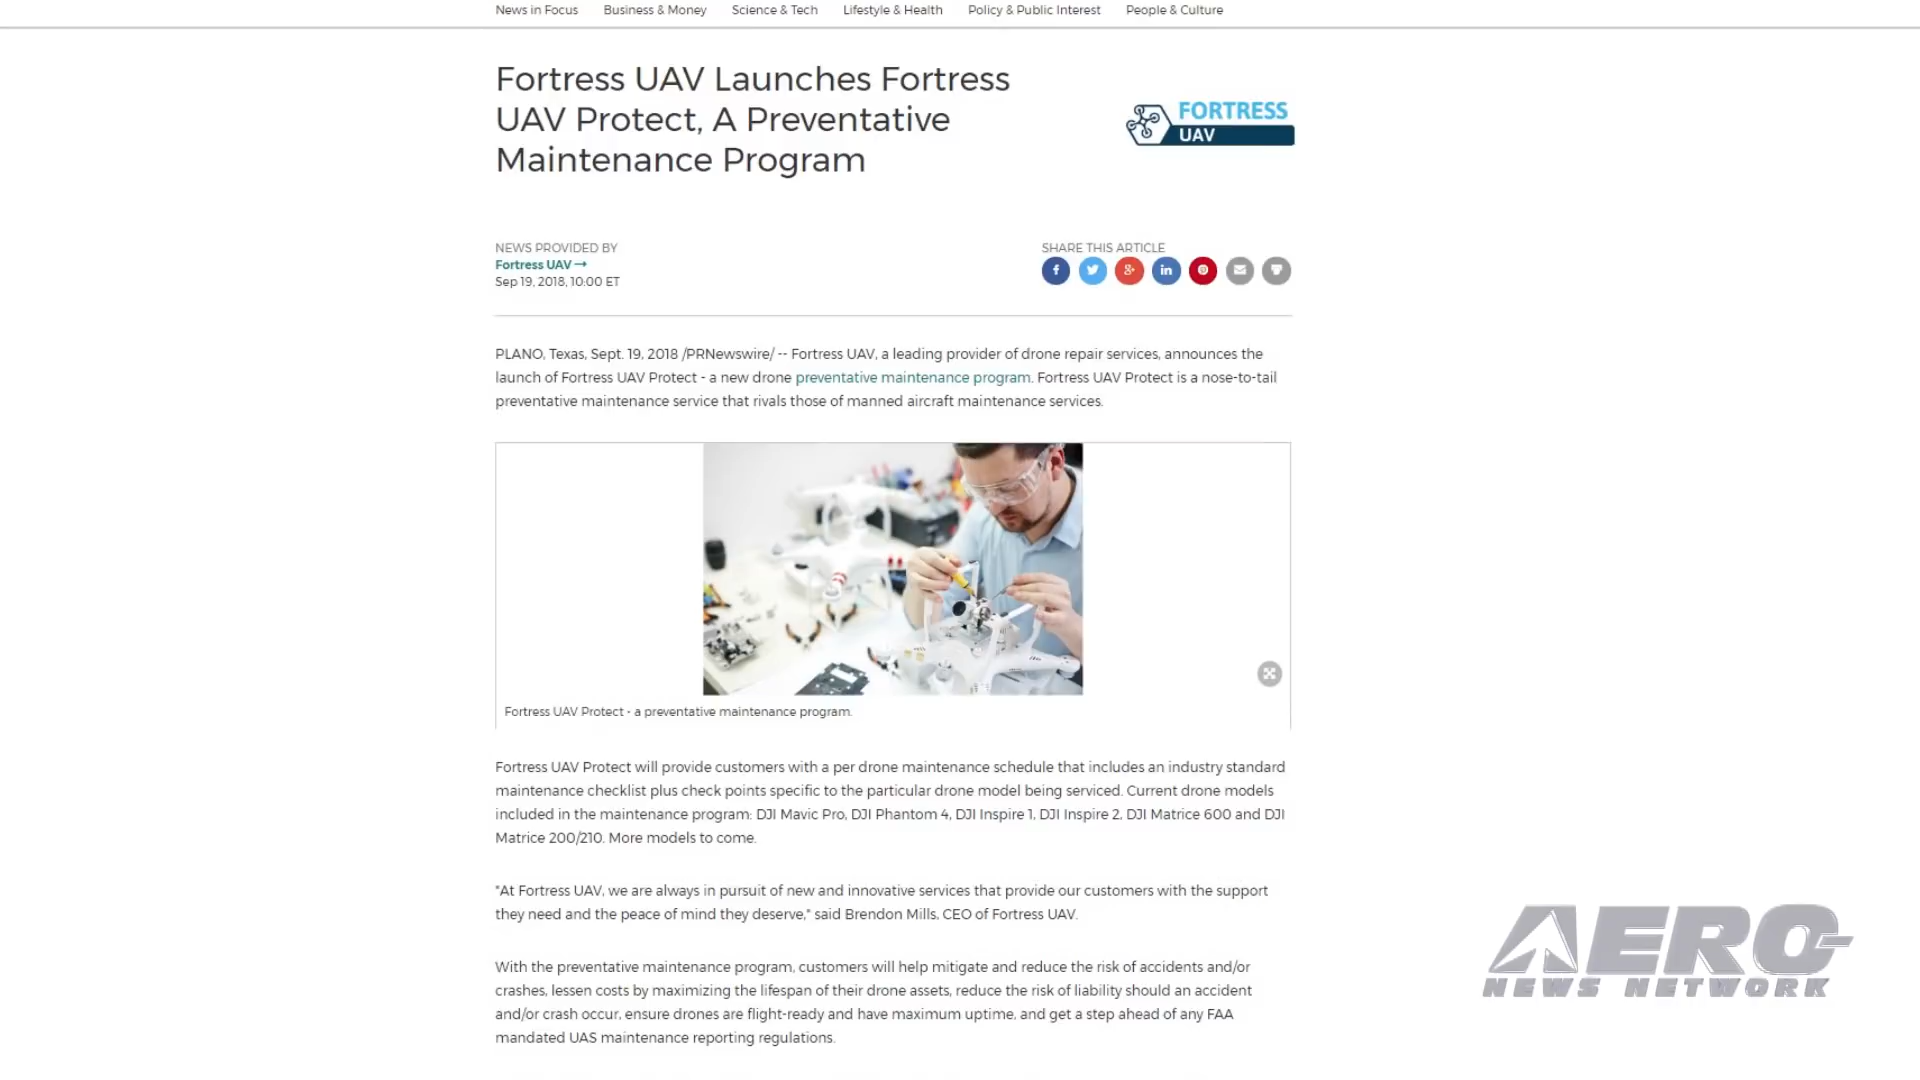 News in Focus Business & Money Science & Tech Lifestyle & Health Policy & Public Interest People & Culture
Fortress UAV Launches Fortress
UAV Protect, A Preventative
Maintenance Program
FORTRESS
UAV
NEWS PROVIDED BY
Fortress UAV →
Sep 19, 2018, 10:00 ET
SHARE THIS ARTICLE
PLANO, Texas, Sept. 19, 2018 /PRNewswire/ -- Fortress UAV, a leading provider of drone repair services, announces the
launch of Fortress UAV Protect - a new drone preventative maintenance program. Fortress UAV Protect is a nose-to-tail
preventative maintenance service that rivals those of manned aircraft maintenance services.
Fortress UAV Protect - a preventative maintenance program.
Fortress UAV Protect will provide customers with a per drone maintenance schedule that includes an industry standard
maintenance checklist plus check points specific to the particular drone model being serviced. Current drone models
included in the maintenance program: DJI Mavic Pro, DJI Phantom 4, DJI Inspire 1, DJI Inspire 2, DJI Matrice 600 and DJI
Matrice 200/210. More models to come.
"At Fortress UAV, we are always in pursuit of new and innovative services that provide our customers with the support
they need and the peace of mind they deserve," said Brendon Mills, CEO of Fortress UAV.
With the preventative maintenance program, customers will help mitigate and reduce the risk of accidents and/or
crashes, lessen costs by maximizing the lifespan of their drone assets, reduce the risk of liability should an accident
and/or crash occur, ensure drones are flight-ready and have maximum uptime, and get a step ahead of any FAA
mandated UAS maintenance reporting regulations.
AERO-
NEWS NETWORK